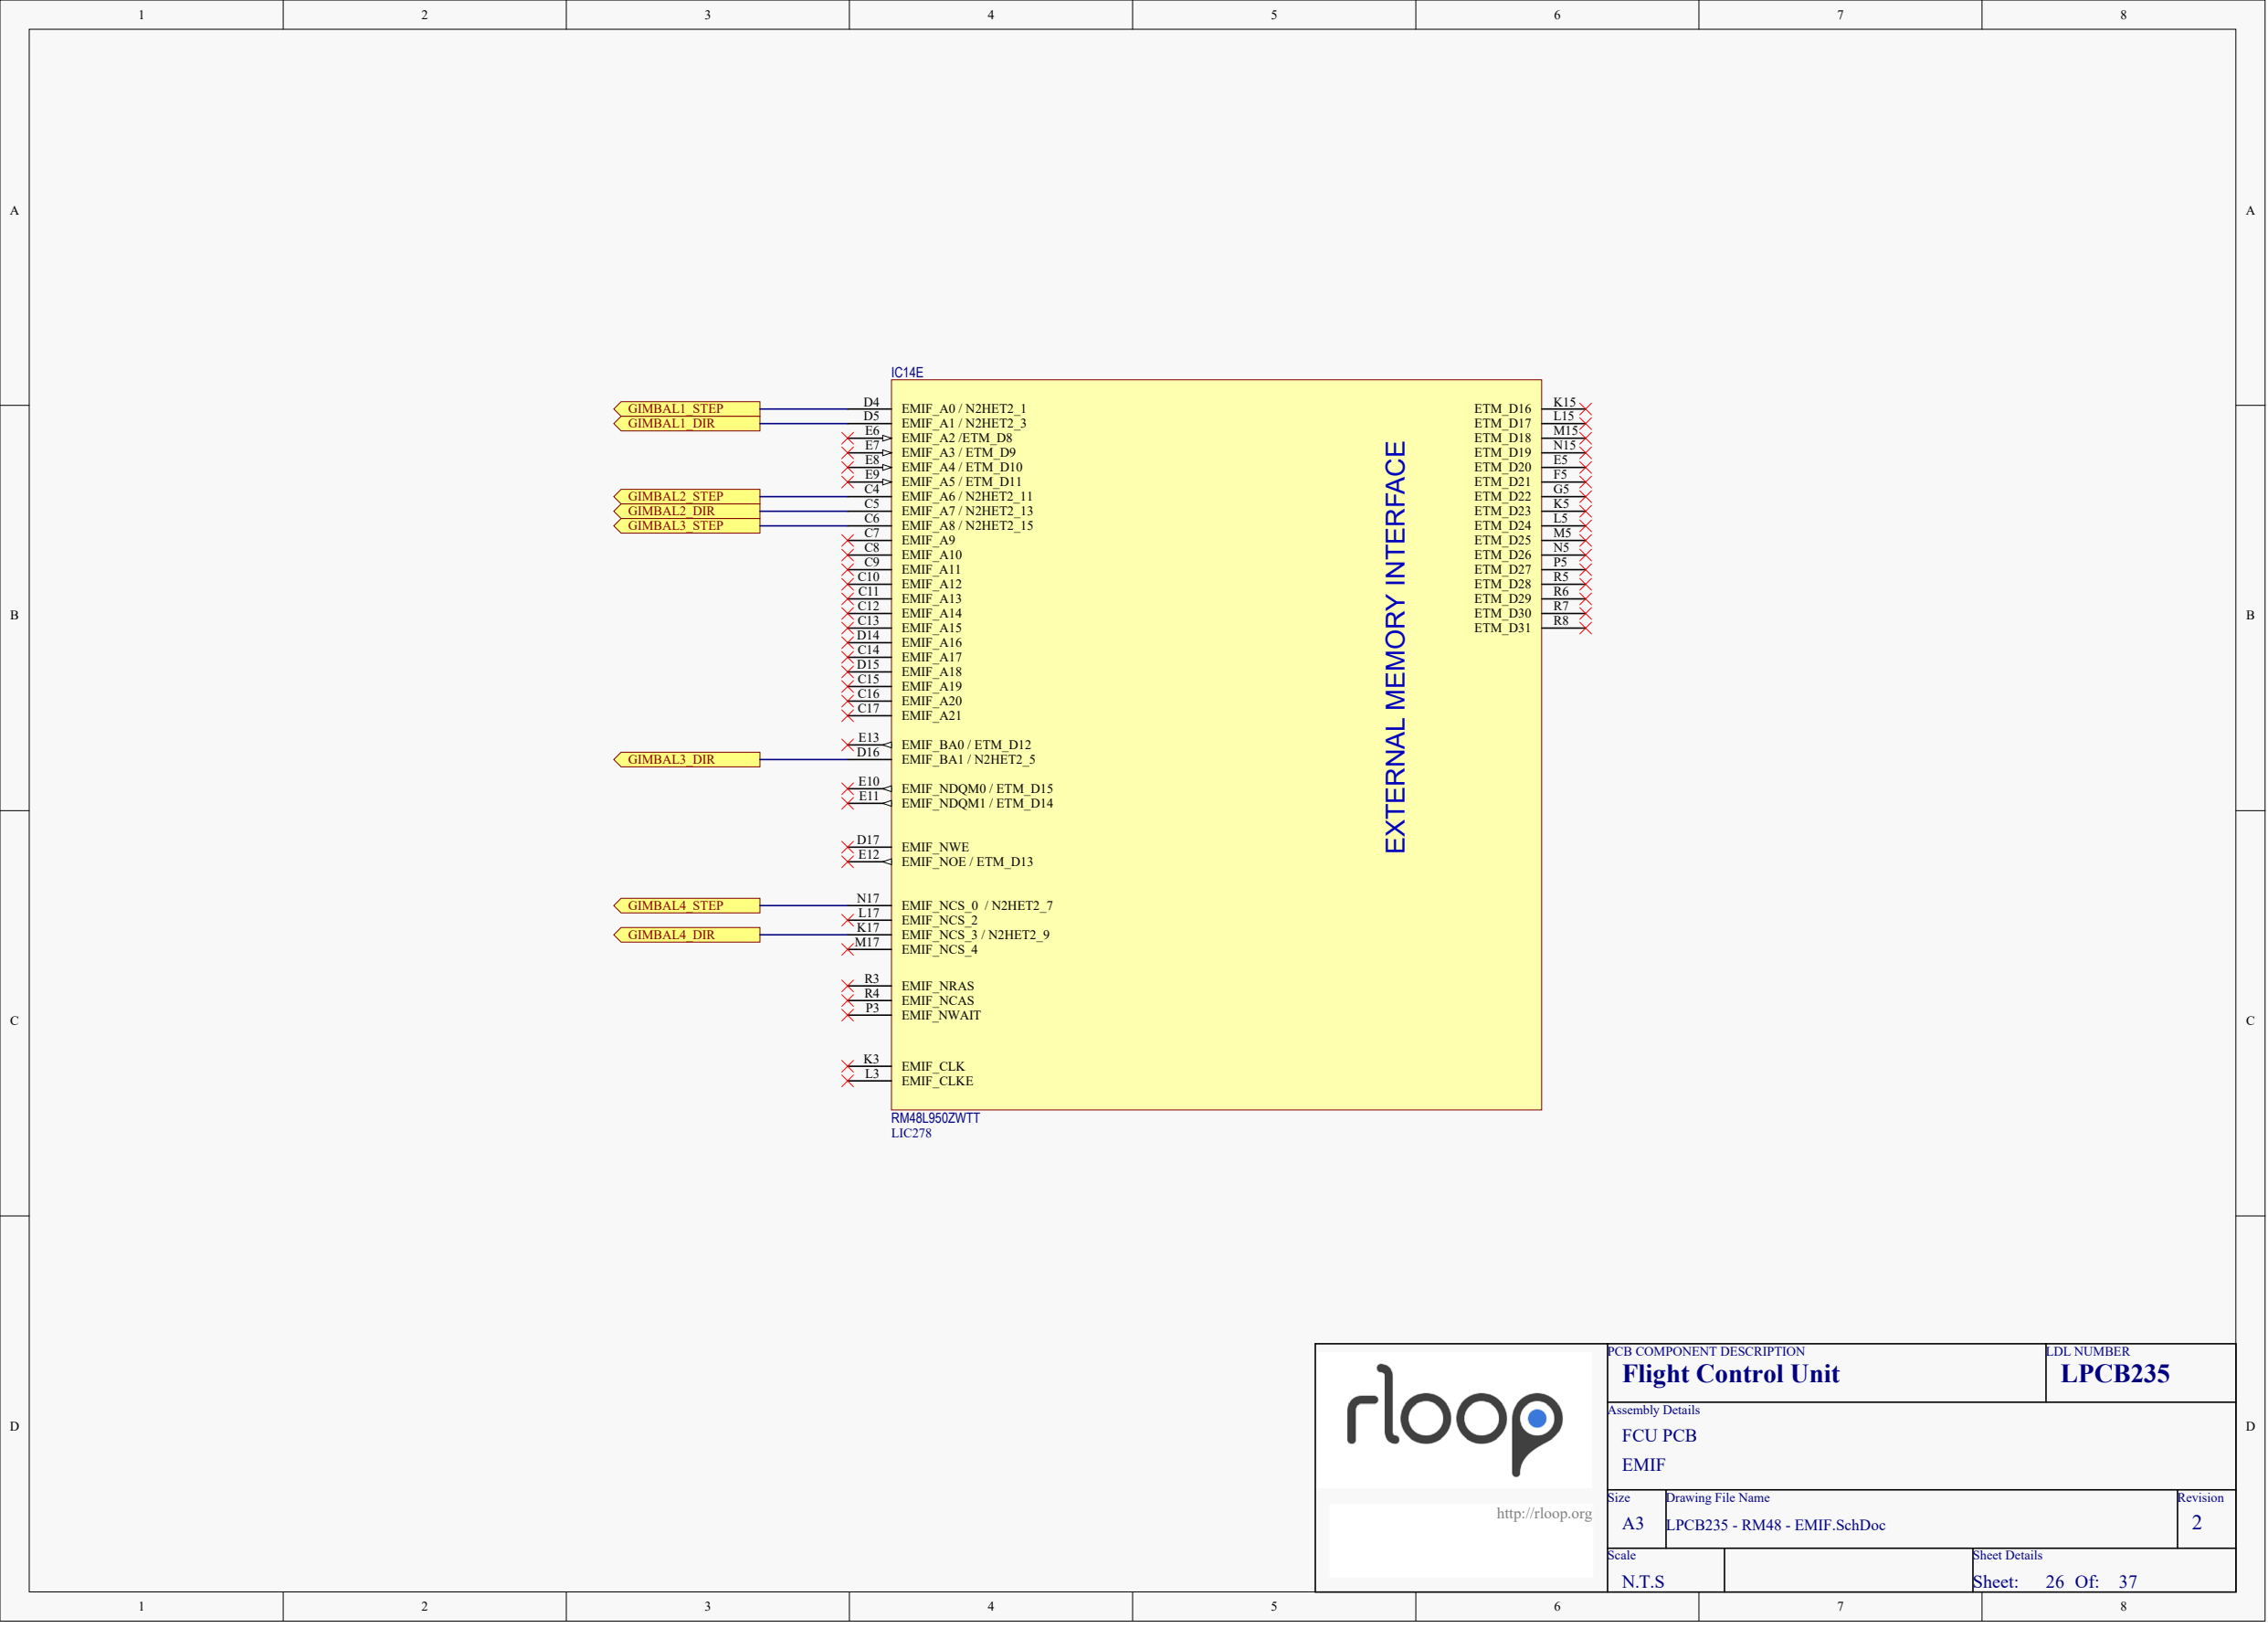 1 2 3 4 5 6 7 8
A A
IC14E
GIMBAL1_STEP D4 EMIF_A0 / N2HET2_1 ETM_D16 K15
GIMBAL1_DIR D5 EMIF_A1 / N2HET2_3 ETM_D17 L15
E6 EMIF_A2 /ETM_D8 ETM_D18 M15
E7 EMIF_A3 / ETM_D9 ETM_D19 N15
E8 EMIF_A4 / ETM_D10 ETM_D20 E5
E9 EMIF_A5 / ETM_D11 ETM_D21 F5
GIMBAL2_STEP C4 EMIF_A6 / N2HET2_11 ETM_D22 G5
GIMBAL2_DIR C5 EMIF_A7 / N2HET2_13 ETM_D23 K5
GIMBAL3_STEP C6 EMIF_A8 / N2HET2_15 ETM_D24 L5
C7 EMIF_A9 ETM_D25 M5
C8 EMIF_A10 ETM_D26 N5
C9 EMIF_A11 ETM_D27 P5
C10 EMIF_A12 ETM_D28 R5
C11 EMIF_A13 ETM_D29 R6
C12 EMIF_A14 ETM_D30 R7
C13 EMIF_A15 ETM_D31 R8
B B
D14 EMIF_A16
C14 EMIF_A17
D15 EMIF_A18
C15 EMIF_A19
C16 EMIF_A20
C17 EMIF_A21
EXTERNAL MEMORY INTERFACE
E13 EMIF_BA0 / ETM_D12
GIMBAL3_DIR D16 EMIF_BA1 / N2HET2_5
E10 EMIF_NDQM0 / ETM_D15
E11 EMIF_NDQM1 / ETM_D14
D17 EMIF_NWE
E12 EMIF_NOE / ETM_D13
GIMBAL4_STEP N17 EMIF_NCS_0 / N2HET2_7
L17 EMIF_NCS_2
GIMBAL4_DIR K17 EMIF_NCS_3 / N2HET2_9
M17 EMIF_NCS_4
R3 EMIF_NRAS
R4 EMIF_NCAS
P3 EMIF_NWAIT
C C
K3 EMIF_CLK
L3 EMIF_CLKE
RM48L950ZWTT
LIC278
D D
rloop
http://rloop.org
PCB COMPONENT DESCRIPTION LDL NUMBER
Flight Control Unit LPCB235
Assembly Details
FCU PCB
EMIF
Size Drawing File Name Revision
A3 LPCB235 - RM48 - EMIF.SchDoc 2
Scale Sheet Details
N.T.S Sheet: 26 Of: 37
1 2 3 4 5 6 7 8